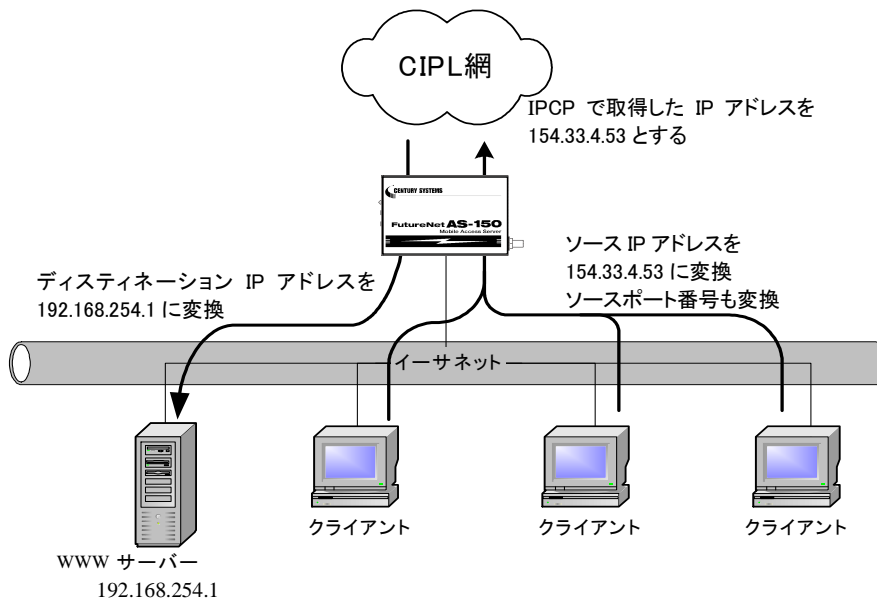 CIPL網
IPCP で取得した IP アドレスを
154.33.4.53 とする
CENTURY SYSTEMS
FutureNet AS-150
Mobile Access Server
ソース IP アドレスを
154.33.4.53 に変換
ソースポート番号も変換
ディスティネーション IP アドレスを
192.168.254.1 に変換
イーサネット
クライアント
クライアント
クライアント
WWW サーバー
192.168.254.1